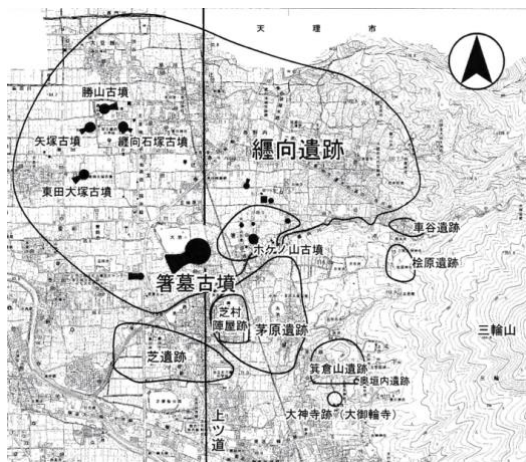 天理市
勝山古墳
矢塚古墳
纒向石塚古墳
東田大塚古墳
纒向遺跡
車谷遺跡
ホケノ山古墳
桧原遺跡
箸墓古墳
三輪山
芝村
陣屋跡
茅原遺跡
芝遺跡
箕倉山遺跡
奥垣内遺跡
大神寺跡（大御輪寺）
上ツ道